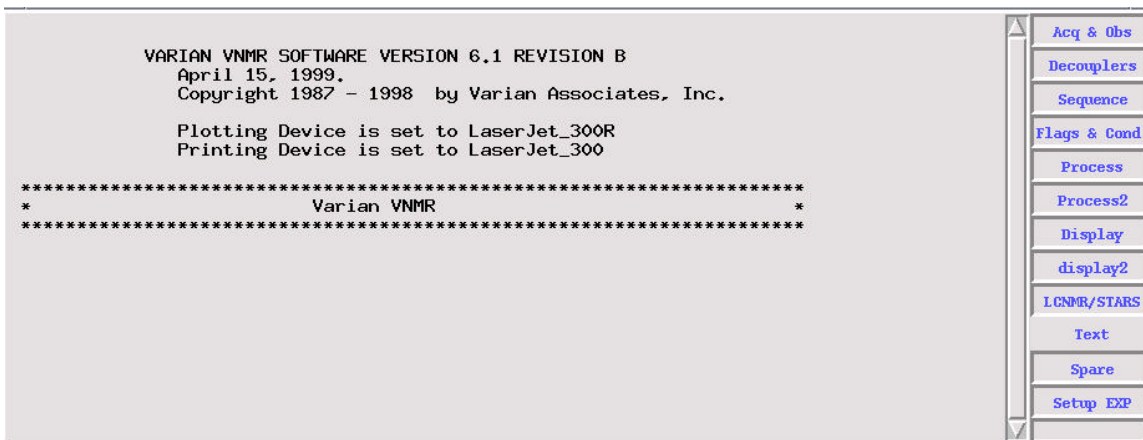 VARIAN VNMR SOFTWARE VERSION 6.1 REVISION B
April 15, 1999.
Copyright 1987 - 1998 by Varian Associates, Inc.
Plotting Device is set to LaserJet_300R
Printing Device is set to LaserJet_300
**********************************************************************
* Varian VNMR *
**********************************************************************
Acq & Obs
Decouplers
Sequence
Flags & Cond
Process
Process2
Display
display2
LCNMR/STARS
Text
Spare
Setup EXP